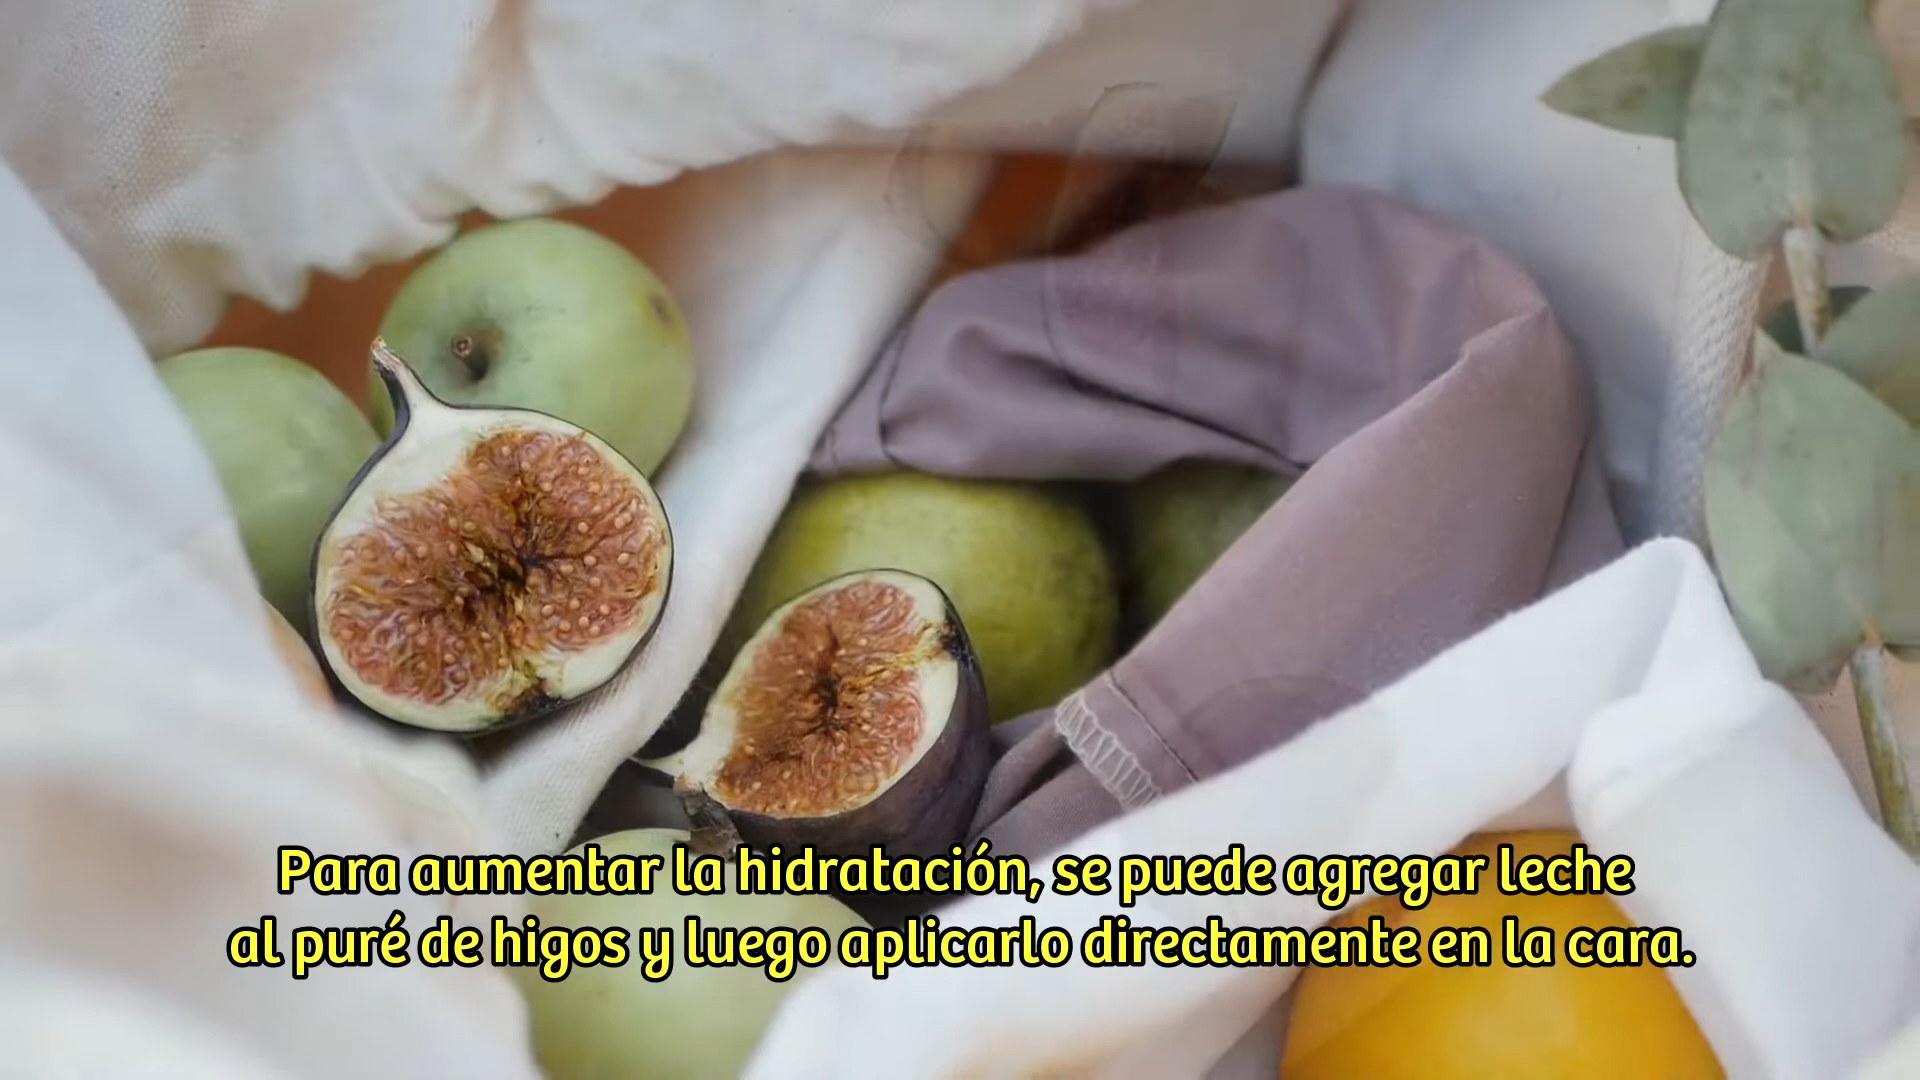 Para aumentar la hidratación, se puede agregar leche
al puré de higos y luego aplicarlo directamente en la cara.